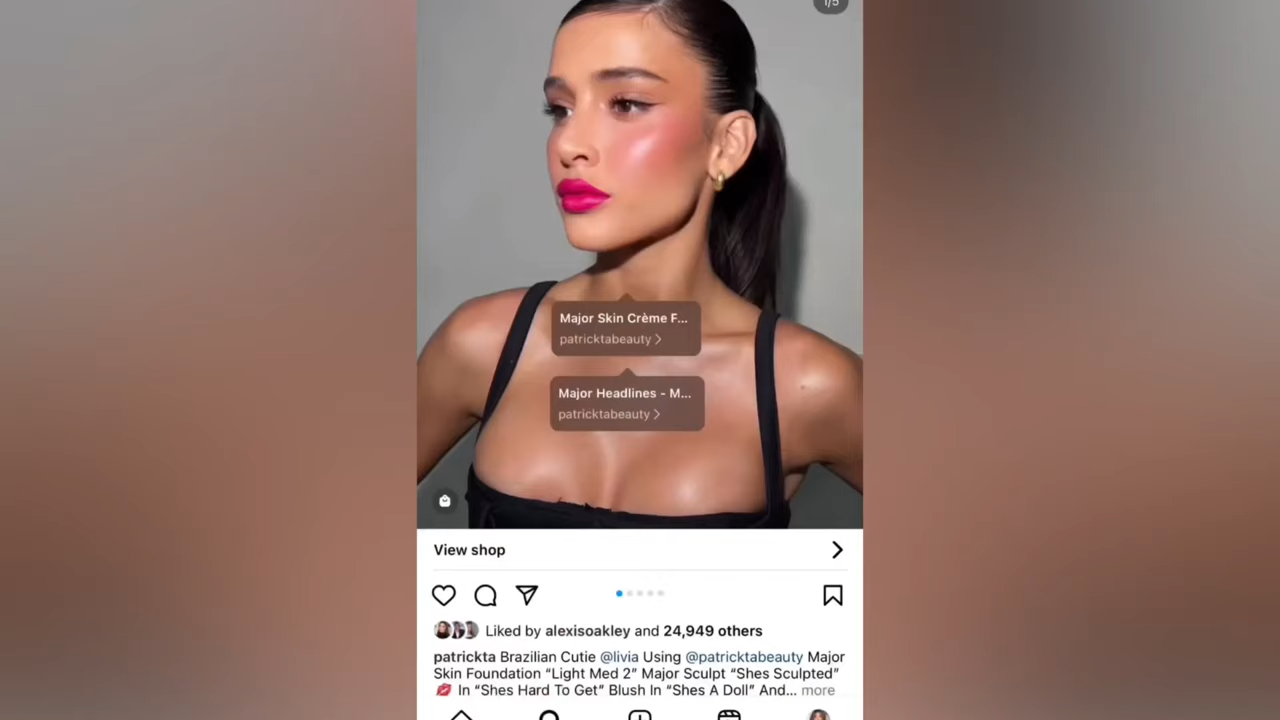 1/5
Major Skin Crème F...
patricktabeauty >
Major Headlines - M...
patricktabeauty >
View shop
Liked by alexisoakley and 24,949 others
patrickta Brazilian Cutie @livia Using @patricktabeauty Major
Skin Foundation “Light Med 2” Major Sculpt “Shes Sculpted”
💋 In “Shes Hard To Get” Blush In “Shes A Doll” And... more